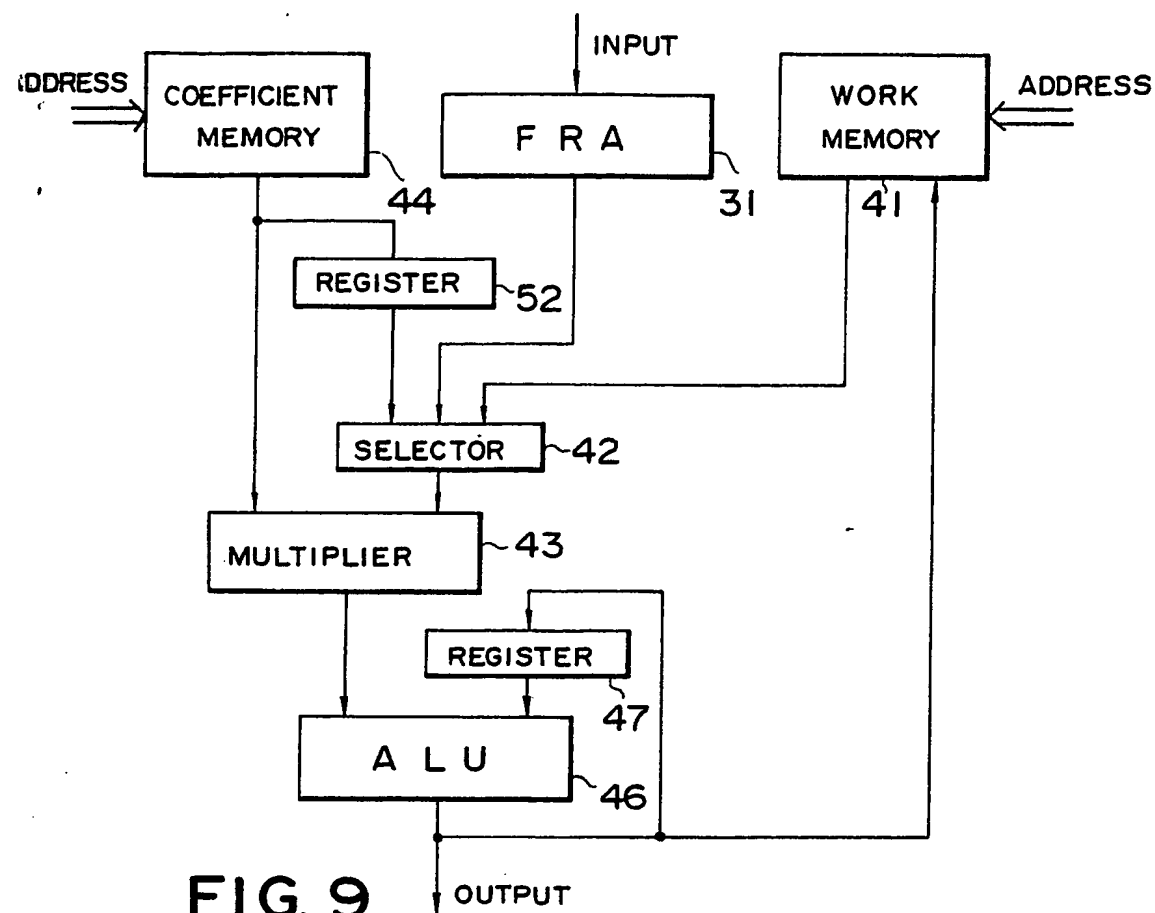 INPUT
DDRESS
COEFFICIENT
MEMORY
F R A
WORK
MEMORY
ADDRESS
44
31
41
REGISTER
52
SELECTOR
42
MULTIPLIER
43
REGISTER
47
A L U
46
OUTPUT
FIG. 9